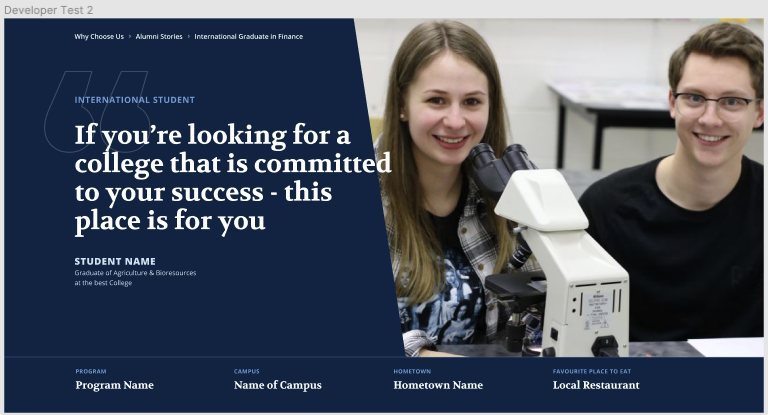 Developer Test 2
Why Choose Us › Alumni Stories › International Graduate in Finance
INTERNATIONAL STUDENT
If you’re looking for a
college that is committed
to your success - this
place is for you
STUDENT NAME
Graduate of Agriculture & Bioresources
at the best College
PROGRAM
Program Name
CAMPUS
Name of Campus
HOMETOWN
Hometown Name
FAVOURITE PLACE TO EAT
Local Restaurant